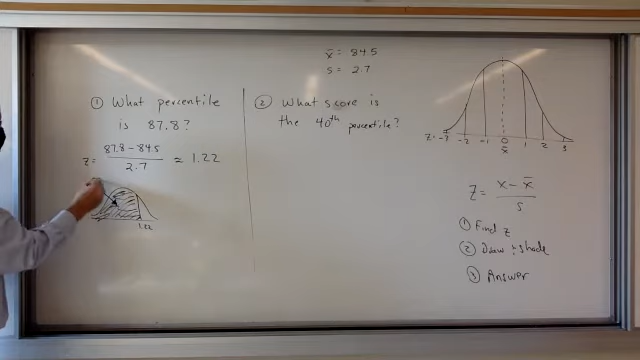 x̄ = 84.5
s = 2.7
① What percentile
is 87.8?
z = (87.8 - 84.5) / 2.7 ≈ 1.22
1.22
② What score is
the 40th percentile?
z: -3 -2 -1 0 1 2 3
x̄
z = (x - x̄) / s
① Find z
② Draw & shade
③ Answer